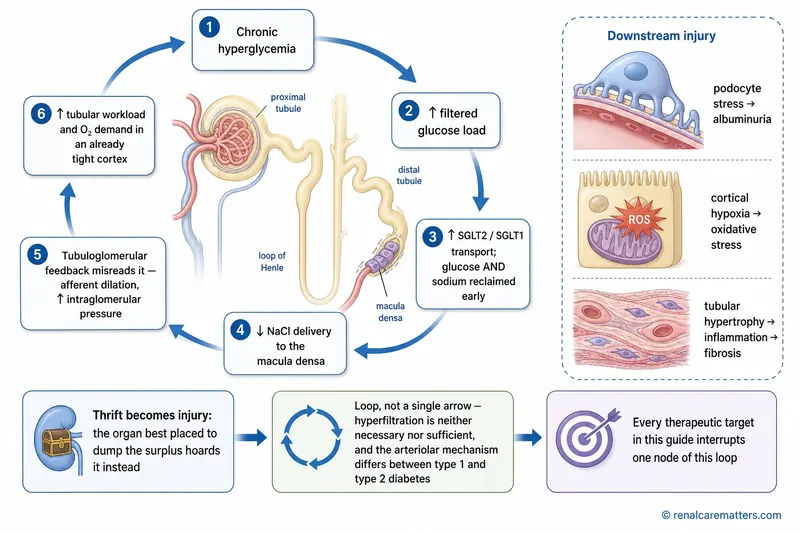 1
Chronic
hyperglycemia
2
↑ filtered
glucose load
3
↑ SGLT2 / SGLT1
transport;
glucose AND
sodium reclaimed
early
4
↓ NaCl delivery
to the
macula densa
5
Tubuloglomerular
feedback misreads it —
afferent dilation,
↑ intraglomerular
pressure
6
↑ tubular workload
and O₂ demand in
an already
tight cortex
proximal
tubule
distal
tubule
loop of
Henle
macula
densa
Downstream injury
podocyte
stress →
albuminuria
ROS
cortical
hypoxia →
oxidative
stress
tubular
hypertrophy →
inflammation →
fibrosis
Thrift becomes injury:
the organ best placed to
dump the surplus hoards
it instead
Loop, not a single arrow —
hyperfiltration is neither
necessary nor sufficient,
and the arteriolar mechanism
differs between type 1 and
type 2 diabetes
Every therapeutic target
in this guide interrupts
one node of this loop
© renalcarematters.com